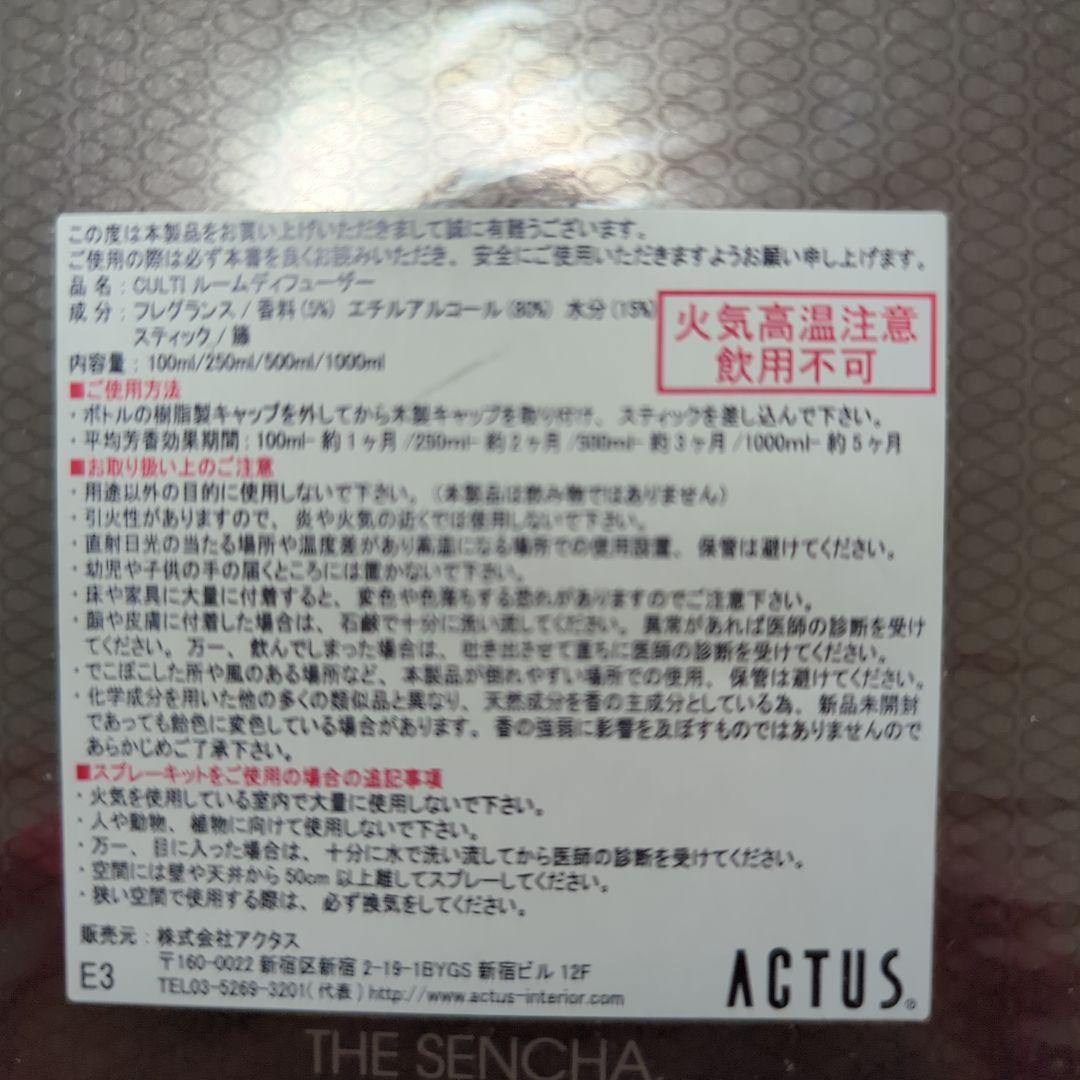 この度は本製品をお買い上げいただきまして誠に有難うございます。
ご使用の際は必ず本書を良くお読みいただき、安全にご使用いただきますようお願い申し上げます。
品 名：CULTI ルームディフューザー
成 分：フレグランス / 香料 (5%) エチルアルコール (80%) 水分 (15%)
スティック / 籐
火気高温注意
飲用不可
内容量：100ml/250ml/500ml/1000ml
■ご使用方法
・ボトルの樹脂製キャップを外してから木製キャップを取り付け、スティックを差し込んで下さい。
・平均芳香効果期間：100ml- 約1ヶ月 /250ml- 約2ヶ月 /500ml- 約3ヶ月 /1000ml- 約5ヶ月
■お取り扱い上のご注意
・用途以外の目的に使用しないで下さい。（本製品は飲み物ではありません）
・引火性がありますので、炎や火気の近くでは使用しないで下さい。
・直射日光の当たる場所や温度差があり高温になる場所での使用設置、保管は避けてください。
・幼児や子供の手の届くところには置かないで下さい。
・床や家具に大量に付着すると、変色や色落ちする恐れがありますのでご注意下さい。
・顔や皮膚に付着した場合は、石鹸で十分に洗い流してください。異常があれば医師の診断を受け
てください。万一、飲んでしまった場合は、吐き出させて直ちに医師の診断を受けてください。
・でこぼこした所や風のある場所など、本製品が倒れやすい場所での使用、保管は避けてください。
・化学成分を用いた他の多くの類似品と異なり、天然成分を香の主成分としている為、新品未開封
であっても飴色に変色している場合があります。香の強弱に影響を及ぼすものではありませんので
あらかじめご了承下さい。
■スプレーキットをご使用の場合の追記事項
・火気を使用している室内で大量に使用しないで下さい。
・人や動物、植物に向けて使用しないで下さい。
・万一、目に入った場合は、十分に水で洗い流してから医師の診断を受けてください。
・空間には壁や天井から 50cm 以上離してスプレーしてください。
・狭い空間で使用する際は、必ず換気をしてください。
販売元：株式会社アクタス
〒160-0022 新宿区新宿 2-19-1BYGS 新宿ビル 12F
E3
TEL03-5269-3201( 代表 ) http://www.actus-interior.com
ACTUS®
THE SENCHA.